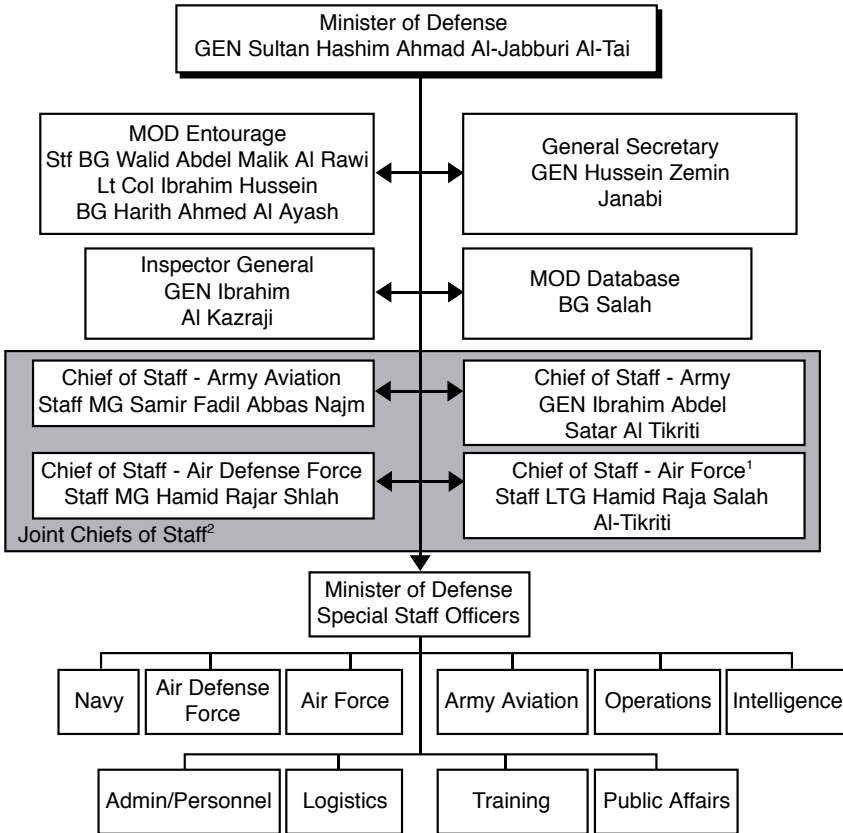 Minister of Defense
GEN Sultan Hashim Ahmad Al-Jabburi Al-Tai
MOD Entourage
Stf BG Walid Abdel Malik Al Rawi
Lt Col Ibrahim Hussein
BG Harith Ahmed Al Ayash
General Secretary
GEN Hussein Zemin
Janabi
Inspector General
GEN Ibrahim
Al Kazraji
MOD Database
BG Salah
Chief of Staff - Army Aviation
Staff MG Samir Fadil Abbas Najm
Chief of Staff - Army
GEN Ibrahim Abdel
Satar Al Tikriti
Chief of Staff - Air Defense Force
Staff MG Hamid Rajar Shlah
Chief of Staff - Air Force¹
Staff LTG Hamid Raja Salah
Al-Tikriti
Joint Chiefs of Staff²
Minister of Defense
Special Staff Officers
Navy
Air Defense
Force
Air Force
Army Aviation
Operations
Intelligence
Admin/Personnel
Logistics
Training
Public Affairs